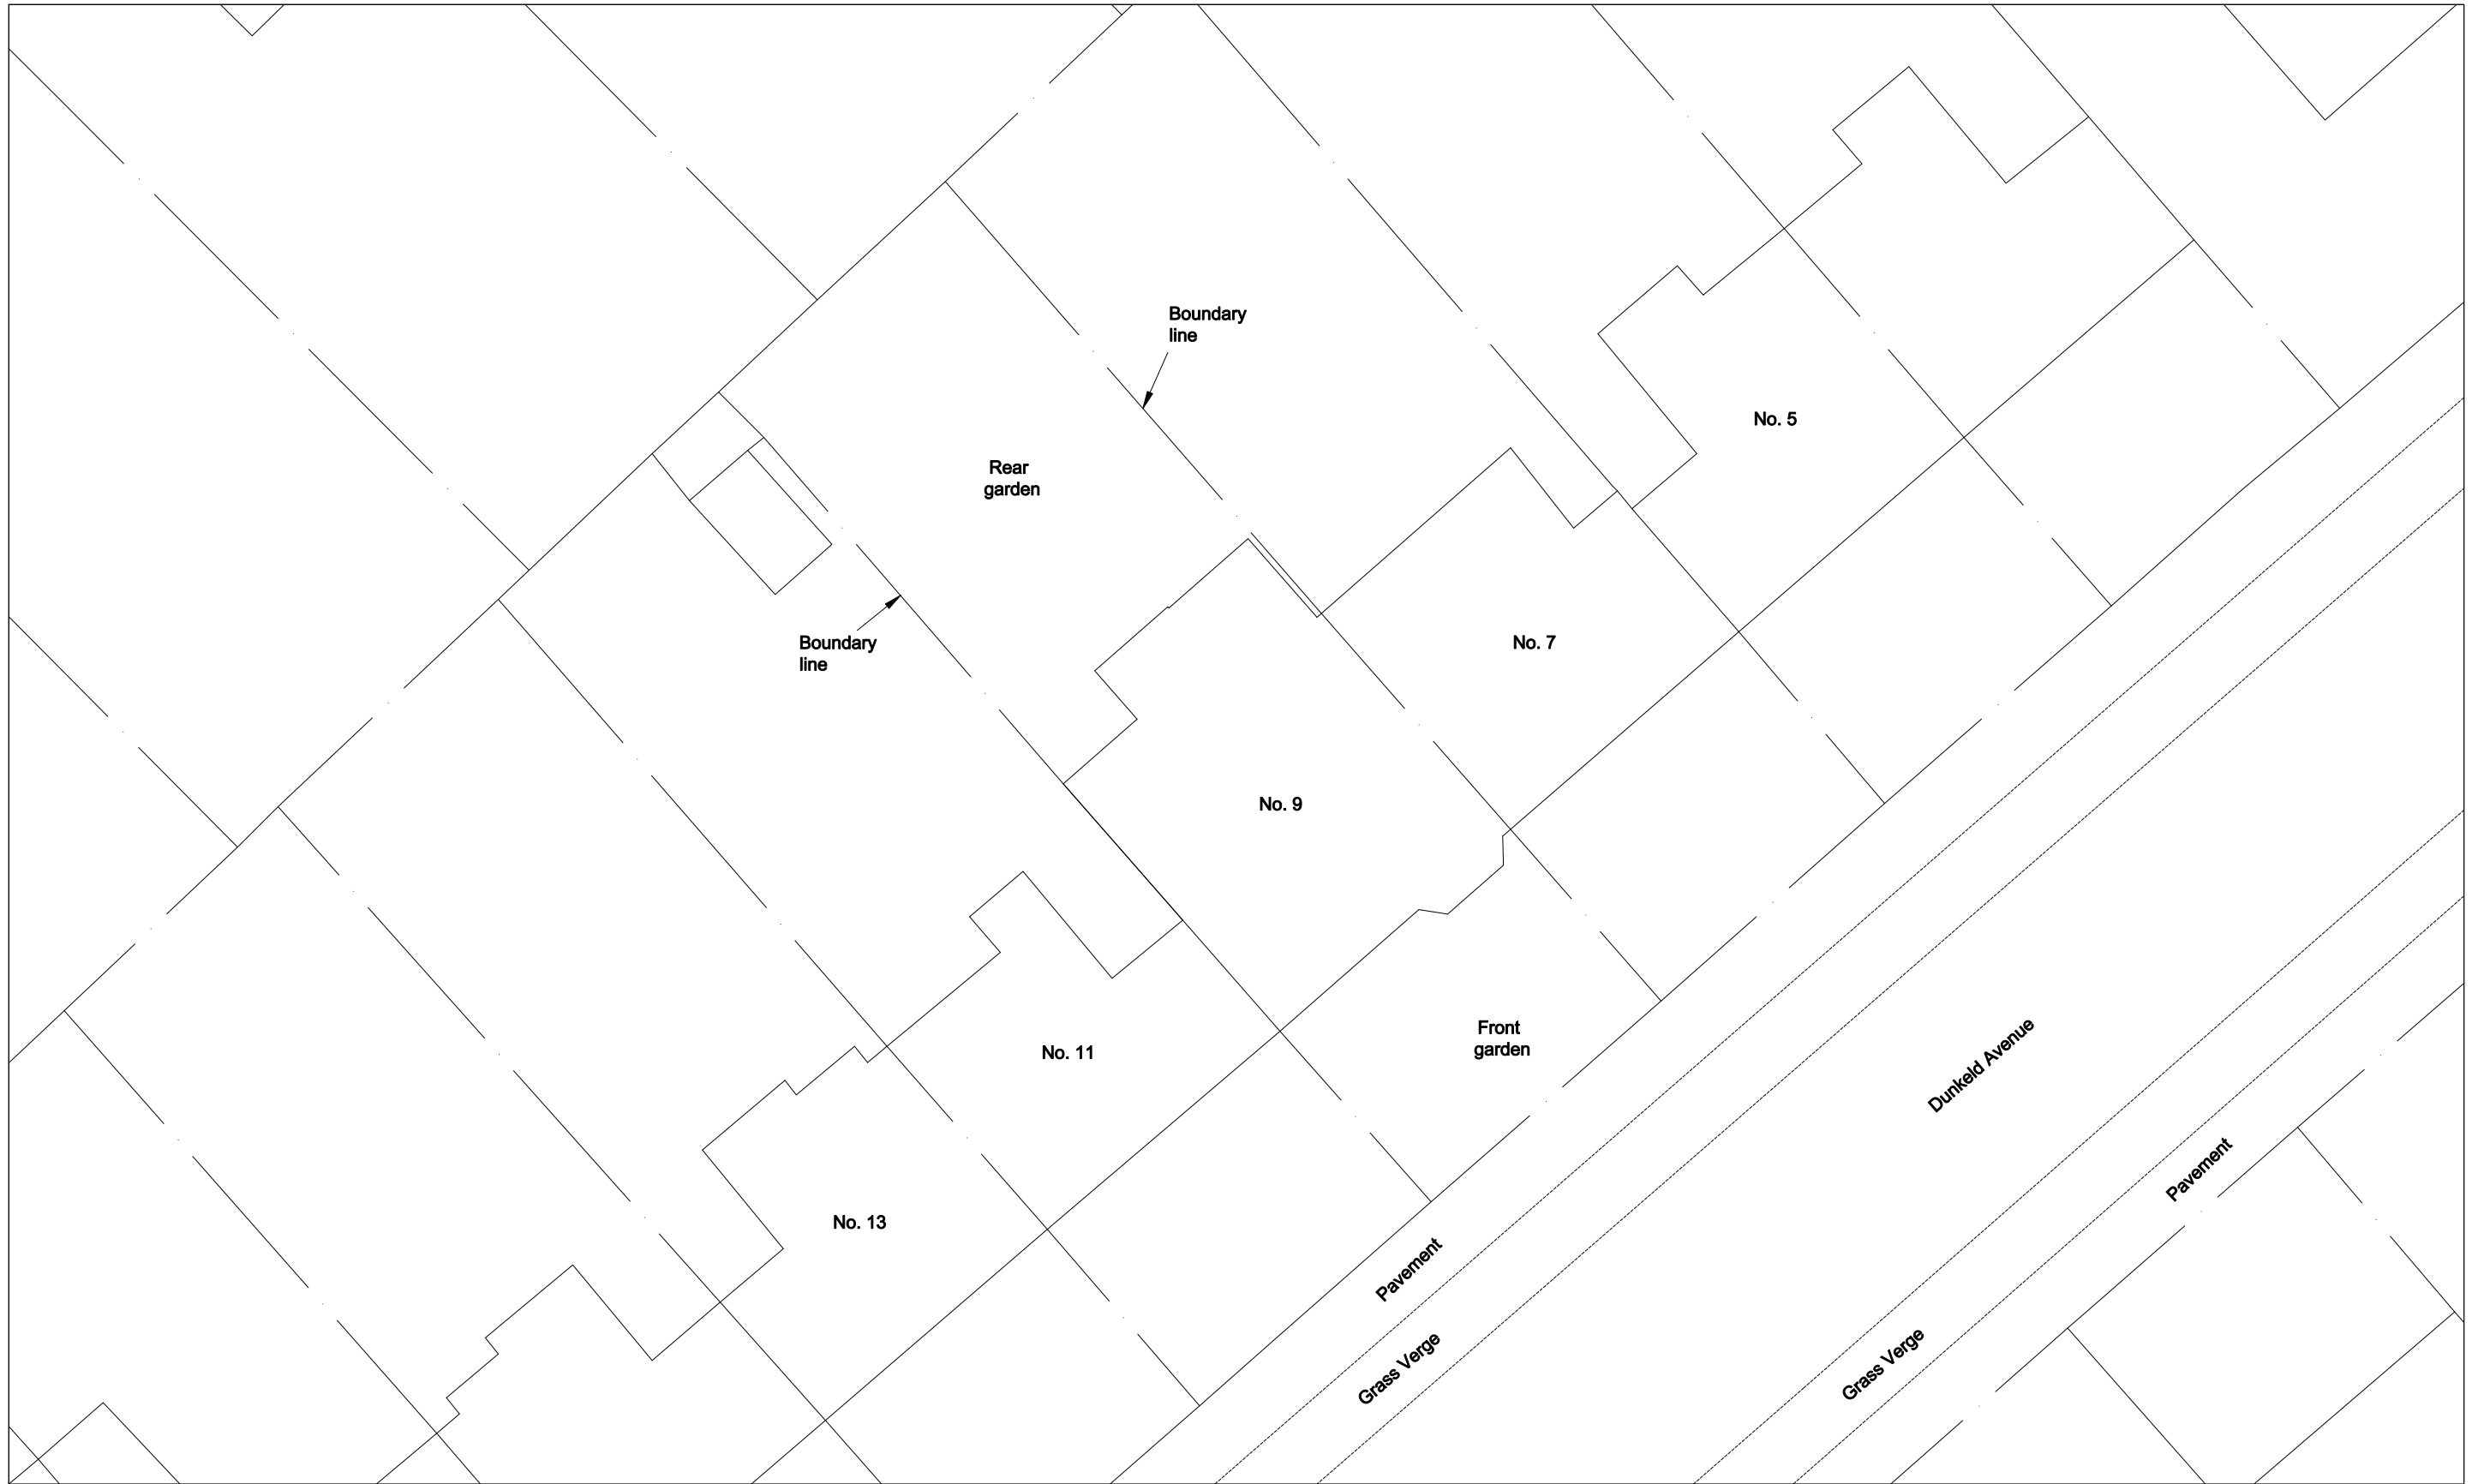 Boundary
line
No. 5
Rear
garden
Boundary
line
No. 7
No. 9
Front
garden
No. 11
Dunkeld Avenue
Pavement
No. 13
Pavement
Grass Verge
Grass Verge